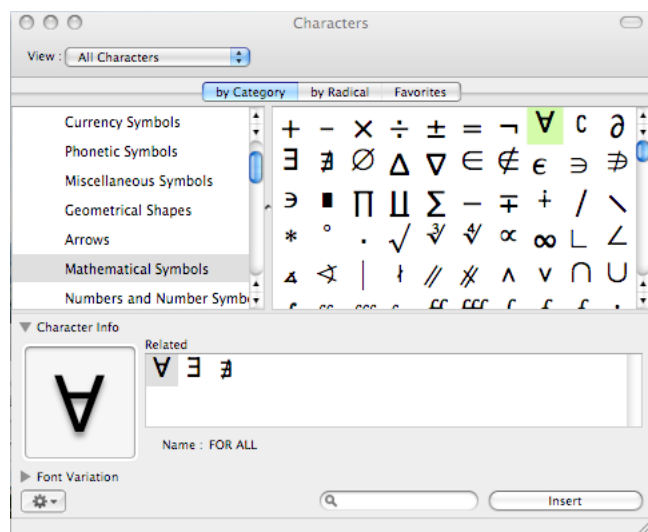 Characters
View : All Characters
by Category by Radical Favorites
Currency Symbols
Phonetic Symbols
Miscellaneous Symbols
Geometrical Shapes
Arrows
Mathematical Symbols
Numbers and Number Symb
+ − × ÷ ± = ¬ ∀ ∁ ∂
∃ ∄ ∅ ∆ ∇ ∈ ∉ ∊ ∋ ∌
∍ ∎ ∏ ∐ ∑ − ∓ ∔ ∕ ∖
∗ ∘ ∙ √ ∛ ∜ ∝ ∞ ∟ ∠
∡ ∢ ∣ ∤ ∥ ∦ ∧ ∨ ∩ ∪
Character Info
Related
∀ ∃ ∄
∀
Name : FOR ALL
Font Variation
Insert